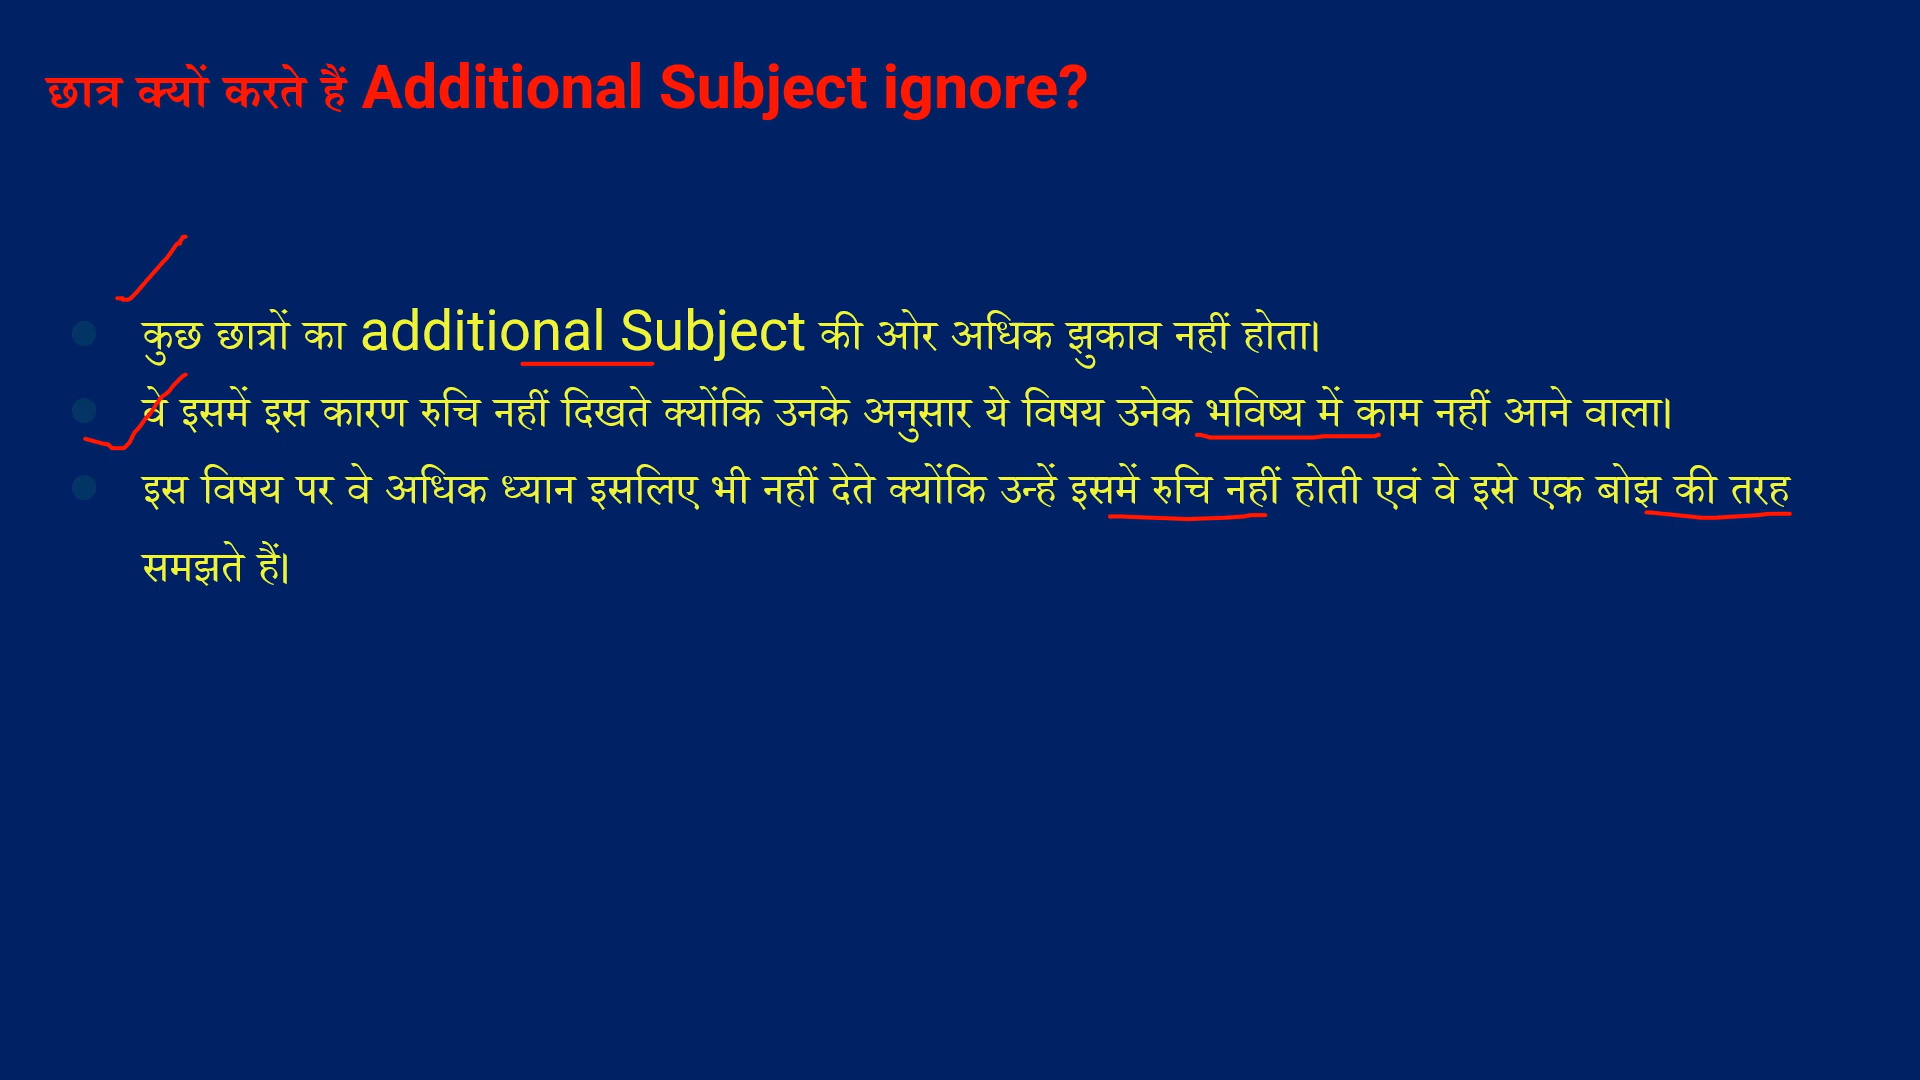 छात्र क्यों करते हैं Additional Subject ignore?
कुछ छात्रों का additional Subject की ओर अधिक झुकाव नहीं होता।
वे इसमें इस कारण रुचि नहीं दिखते क्योंकि उनके अनुसार ये विषय उनेक भविष्य में काम नहीं आने वाला।
इस विषय पर वे अधिक ध्यान इसलिए भी नहीं देते क्योंकि उन्हें इसमें रुचि नहीं होती एवं वे इसे एक बोझ की तरह
समझते हैं।